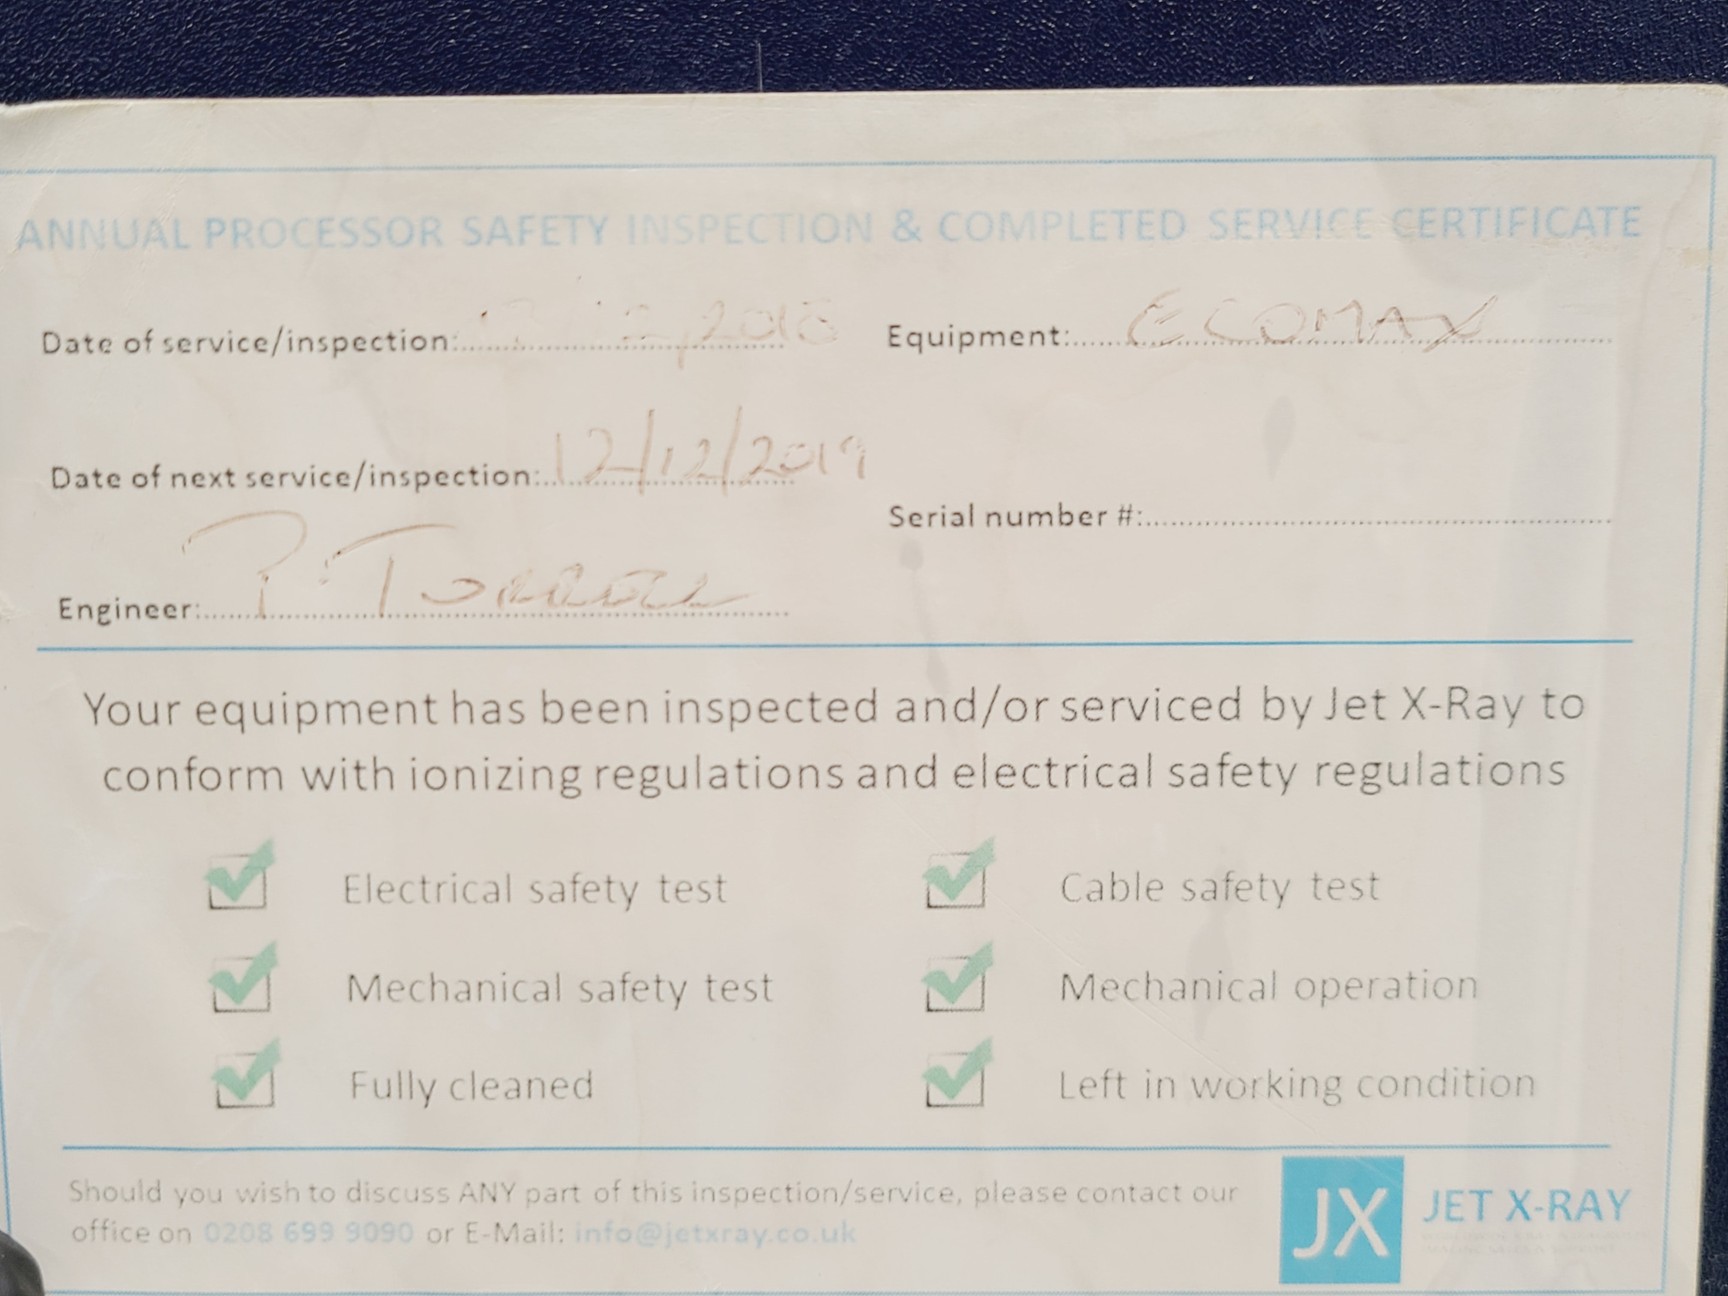 ANNUAL PROCESSOR SAFETY INSPECTION & COMPLETED SERVICE CERTIFICATE
Date of service/inspection: 12 2018 Equipment: ECOMAX
Date of next service/inspection: 12/12/2019
Serial number #:
Engineer: P.
Your equipment has been inspected and/or serviced by Jet X-Ray to
conform with ionizing regulations and electrical safety regulations
Electrical safety test Cable safety test
Mechanical safety test Mechanical operation
Fully cleaned Left in working condition
Should you wish to discuss ANY part of this inspection/service, please contact our
office on 0208 699 9090 or E-Mail: info@jetxray.co.uk
JX JET X-RAY